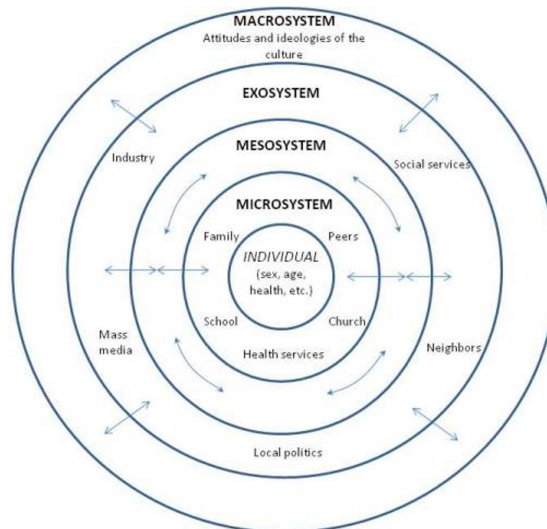 MACROSYSTEM
Attitudes and ideologies of the
culture
EXOSYSTEM
MESOSYSTEM
Industry
Social services
MICROSYSTEM
Family
Peers
INDIVIDUAL
(sex, age,
health, etc.)
School
Church
Mass
media
Health services
Neighbors
Local politics